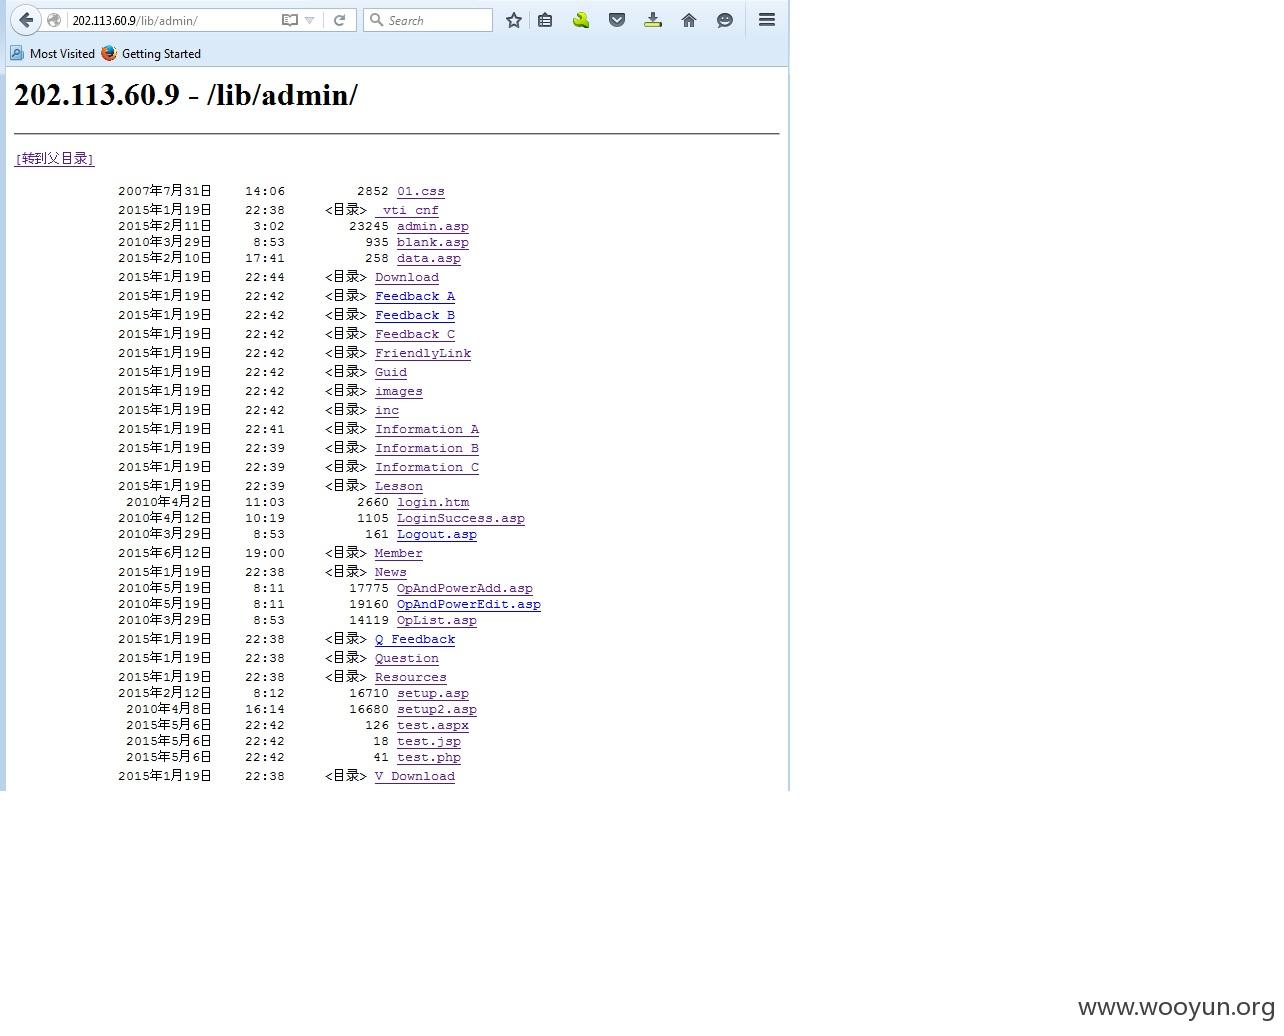 202.113.60.9/lib/admin/
Search
Most Visited Getting Started
202.113.60.9 - /lib/admin/
[转到父目录]
2007年7月31日 14:06 2852 01.css
2015年1月19日 22:38 <目录> _vti_cnf
2015年2月11日 3:02 23245 admin.asp
2010年3月29日 8:53 935 blank.asp
2015年2月10日 17:41 258 data.asp
2015年1月19日 22:44 <目录> Download
2015年1月19日 22:42 <目录> Feedback_A
2015年1月19日 22:42 <目录> Feedback_B
2015年1月19日 22:42 <目录> Feedback_C
2015年1月19日 22:42 <目录> FriendlyLink
2015年1月19日 22:42 <目录> Guid
2015年1月19日 22:42 <目录> images
2015年1月19日 22:42 <目录> inc
2015年1月19日 22:41 <目录> Information_A
2015年1月19日 22:39 <目录> Information_B
2015年1月19日 22:39 <目录> Information_C
2015年1月19日 22:39 <目录> Lesson
2010年4月2日 11:03 2660 login.htm
2010年4月12日 10:19 1105 LoginSuccess.asp
2010年3月29日 8:53 161 Logout.asp
2015年6月12日 19:00 <目录> Member
2015年1月19日 22:38 <目录> News
2010年5月19日 8:11 17775 OpAndPowerAdd.asp
2010年5月19日 8:11 19160 OpAndPowerEdit.asp
2010年3月29日 8:53 14119 OpList.asp
2015年1月19日 22:38 <目录> Q_Feedback
2015年1月19日 22:38 <目录> Question
2015年1月19日 22:38 <目录> Resources
2015年2月12日 8:12 16710 setup.asp
2010年4月8日 16:14 16680 setup2.asp
2015年5月6日 22:42 126 test.aspx
2015年5月6日 22:42 18 test.jsp
2015年5月6日 22:42 41 test.php
2015年1月19日 22:38 <目录> V_Download
www.wooyun.org